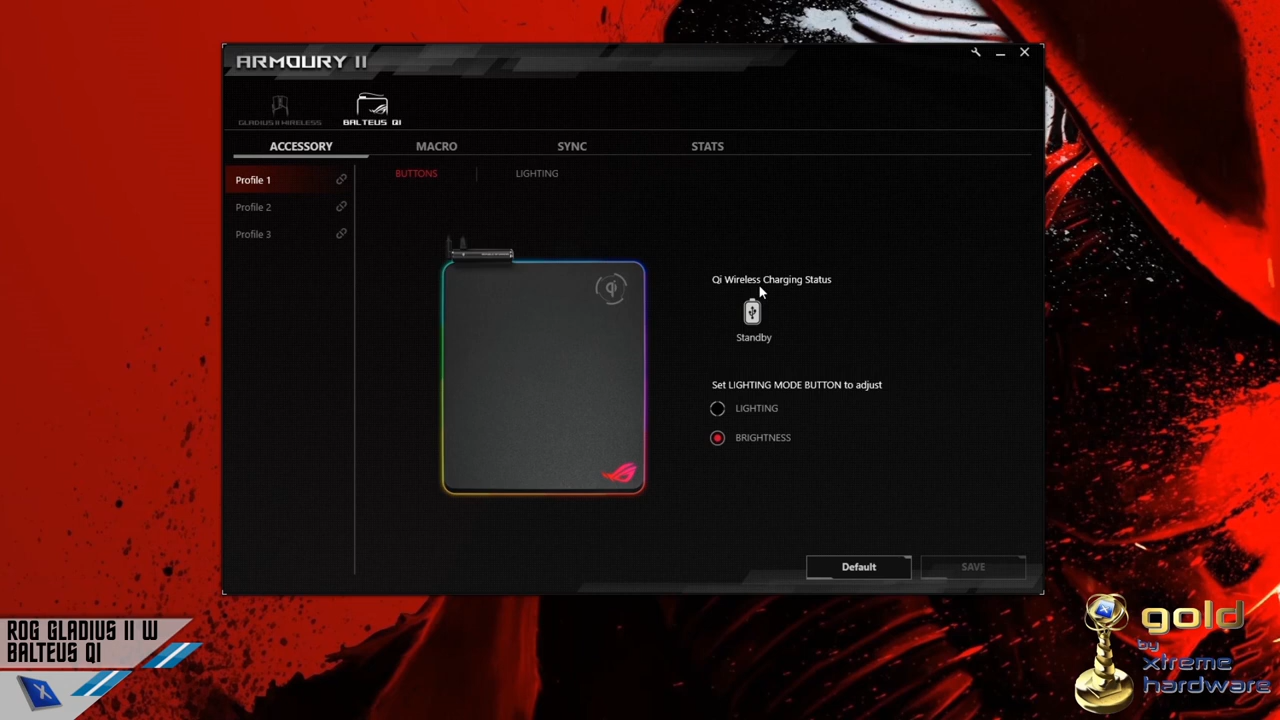 ARMOURY II
GLADIUS II WIRELESS
BALTEUS QI
ACCESSORY
MACRO
SYNC
STATS
Profile 1
Profile 2
Profile 3
BUTTONS
LIGHTING
qi
Qi Wireless Charging Status
Standby
Set LIGHTING MODE BUTTON to adjust
LIGHTING
BRIGHTNESS
Default
SAVE
ROG GLADIUS II W
BALTEUS QI
X
gold
by
xtreme
hardware